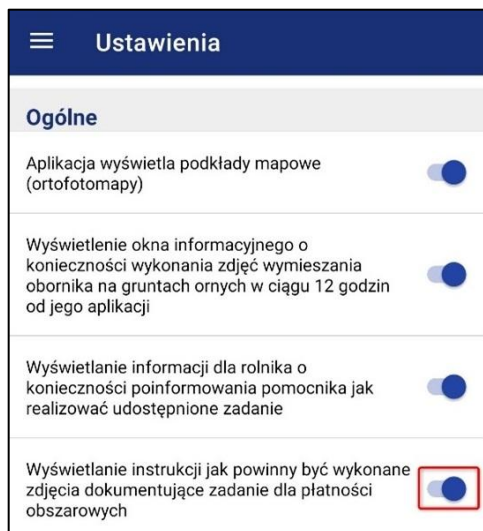 Ustawienia
Ogólne
Aplikacja wyświetla podkłady mapowe
(ortofotomapy)
Wyświetlenie okna informacyjnego o
konieczności wykonania zdjęć wymieszania
obornika na gruntach ornych w ciągu 12 godzin
od jego aplikacji
Wyświetlanie informacji dla rolnika o
konieczności poinformowania pomocnika jak
realizować udostępnione zadanie
Wyświetlanie instrukcji jak powinny być wykonane
zdjęcia dokumentujące zadanie dla płatności
obszarowych